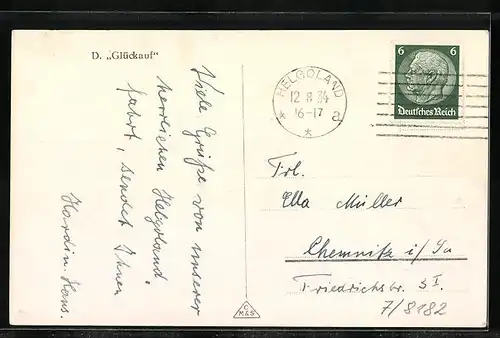 D. „Glückauf"
Viele Grüße von unserer
herrlichen Helgoland
fahrt, sendet Ihnen
Hans.
HELGOLAND
12.8.34
16-17
* * a
6 6
Deutsches Reich
Frl.
Ella Müller
Chemnitz i/Sa
Friedrichstr. 5 I
7/8182
C
M&S